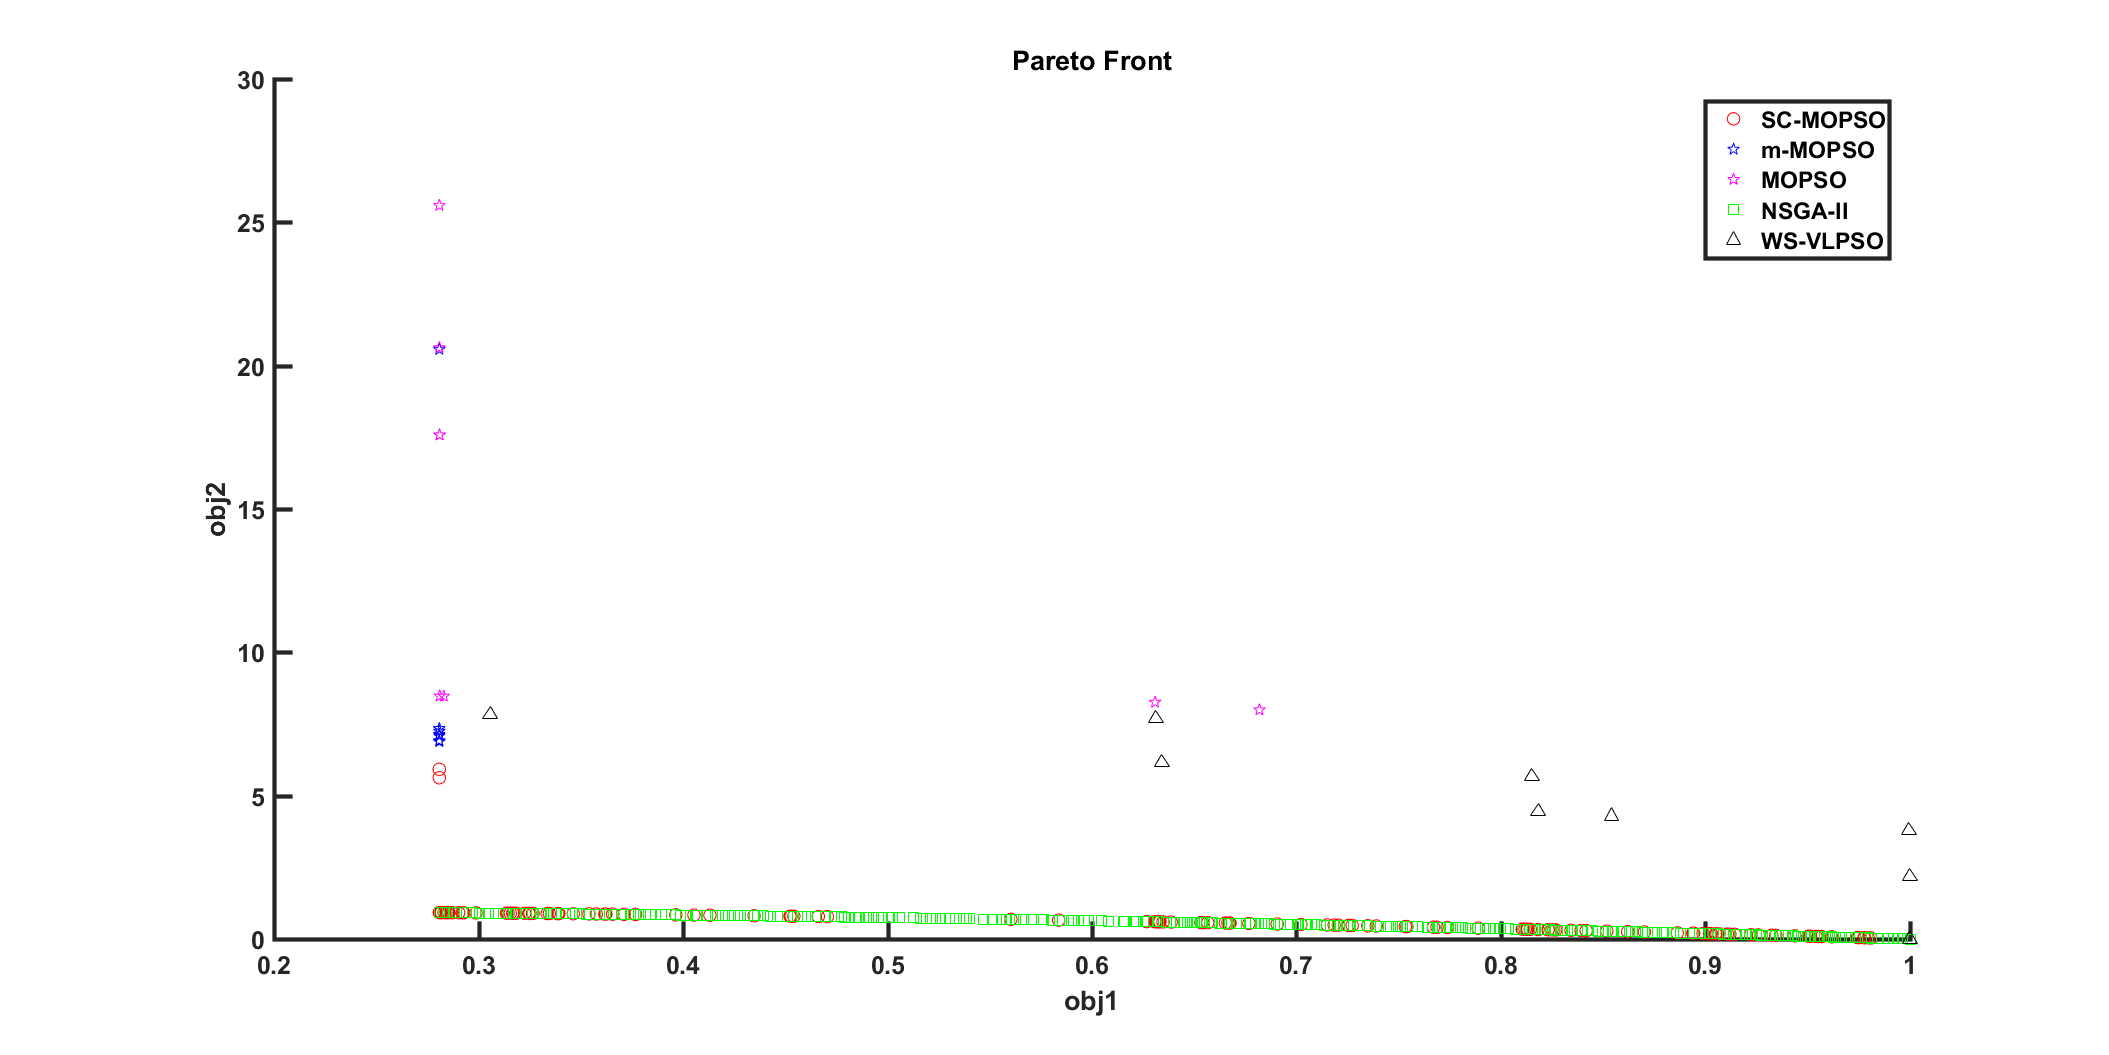 Pareto Front
30
25
20
15
10
5
0
obj2
0.2 0.3 0.4 0.5 0.6 0.7 0.8 0.9 1
obj1
SC-MOPSO
m-MOPSO
MOPSO
NSGA-II
WS-VLPSO